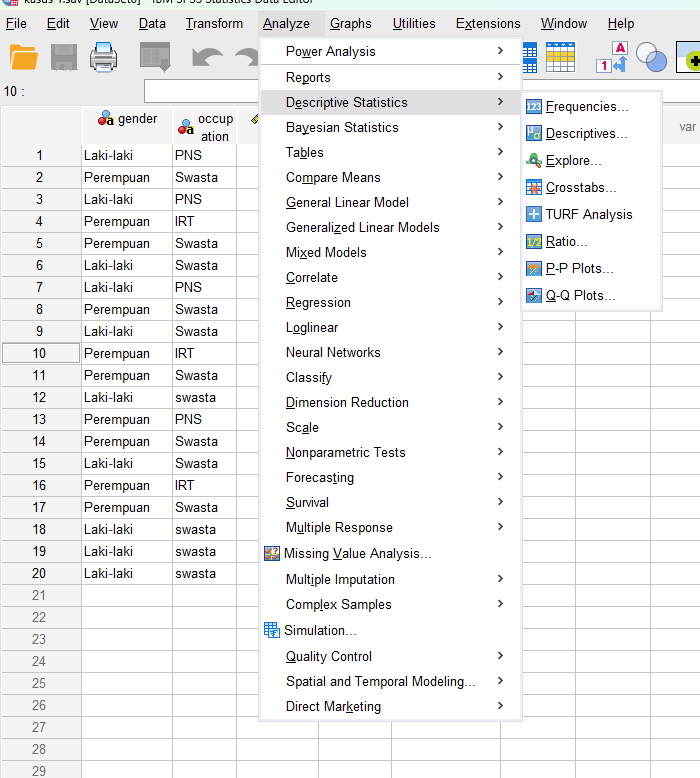 kasus 1.sav [DataSet0] - IBM SPSS Statistics Data Editor
File Edit View Data Transform Analyze Graphs Utilities Extensions Window Help
10 :
gender occup ation var
1 Laki-laki PNS
2 Perempuan Swasta
3 Laki-laki PNS
4 Perempuan IRT
5 Perempuan Swasta
6 Laki-laki Swasta
7 Laki-laki PNS
8 Perempuan Swasta
9 Laki-laki Swasta
10 Perempuan IRT
11 Perempuan Swasta
12 Laki-laki swasta
13 Perempuan PNS
14 Perempuan Swasta
15 Laki-laki Swasta
16 Perempuan IRT
17 Perempuan Swasta
18 Laki-laki swasta
19 Laki-laki swasta
20 Laki-laki swasta
21
22
23
24
25
26
27
28
29
Power Analysis
Reports
Descriptive Statistics
Bayesian Statistics
Tables
Compare Means
General Linear Model
Generalized Linear Models
Mixed Models
Correlate
Regression
Loglinear
Neural Networks
Classify
Dimension Reduction
Scale
Nonparametric Tests
Forecasting
Survival
Multiple Response
Missing Value Analysis...
Multiple Imputation
Complex Samples
Simulation...
Quality Control
Spatial and Temporal Modeling...
Direct Marketing
Frequencies...
Descriptives...
Explore...
Crosstabs...
TURF Analysis
Ratio...
P-P Plots...
Q-Q Plots...